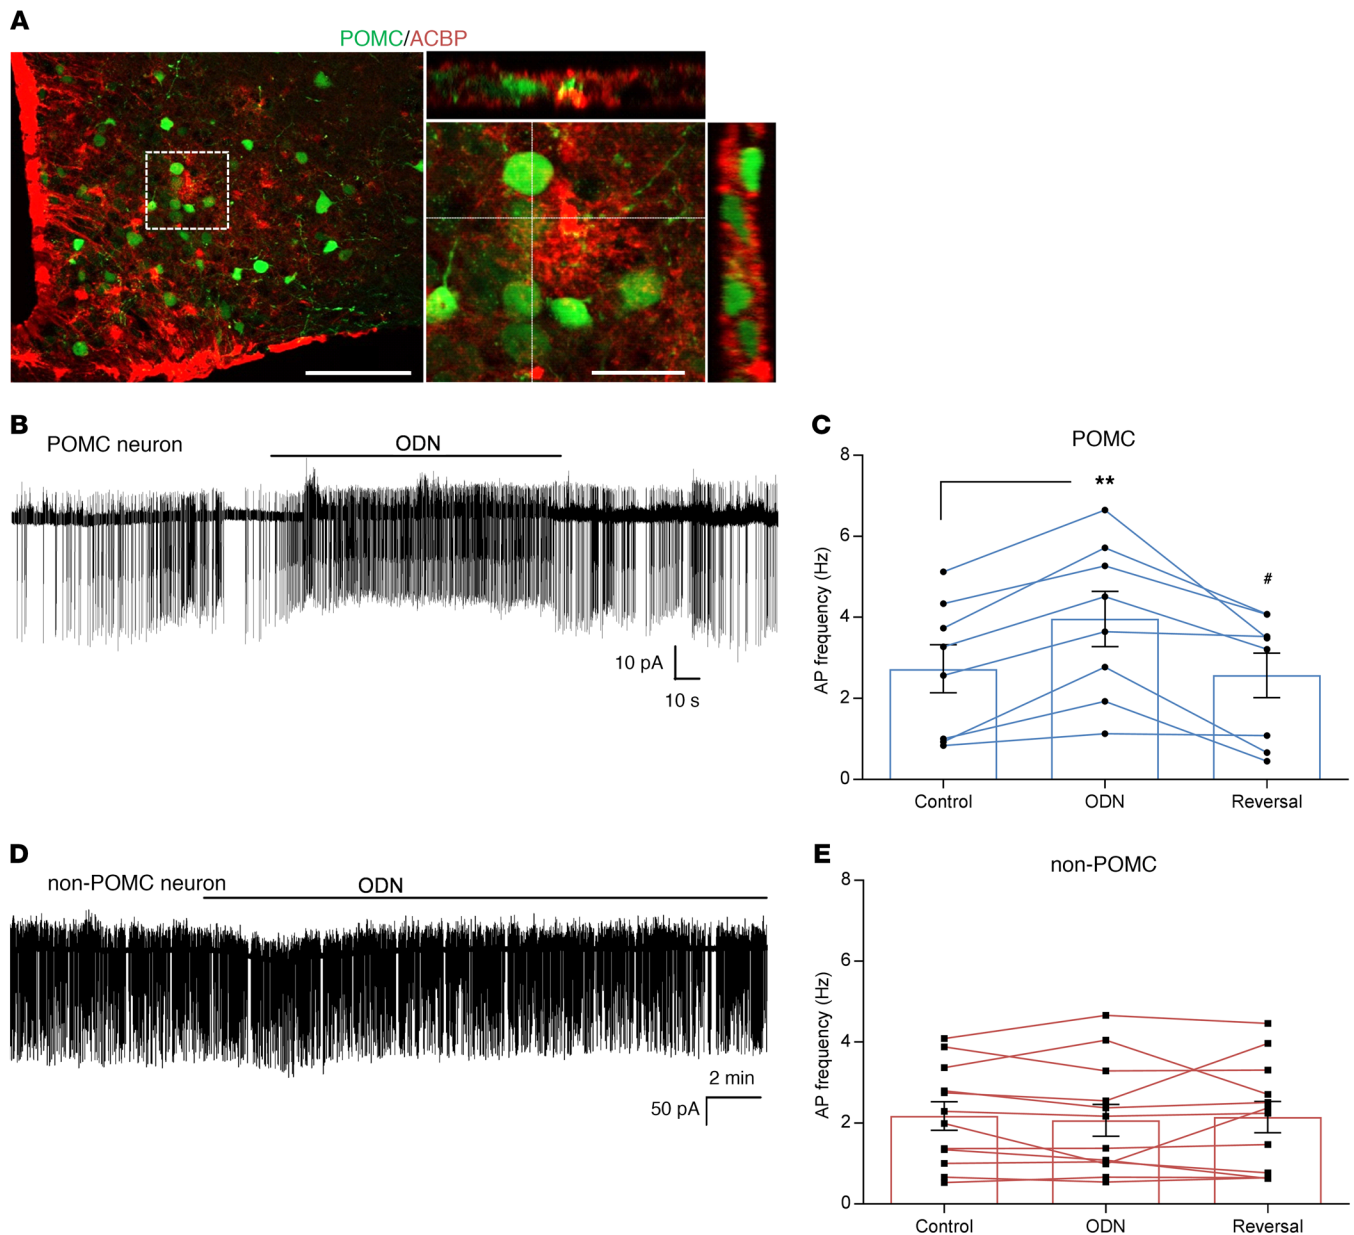 A
POMC/ACBP
B
POMC neuron
ODN
10 pA
10 s
C
POMC
**
#
8
6
4
2
0
AP frequency (Hz)
Control
ODN
Reversal
D
non-POMC neuron
ODN
2 min
50 pA
E
non-POMC
8
6
4
2
0
AP frequency (Hz)
Control
ODN
Reversal